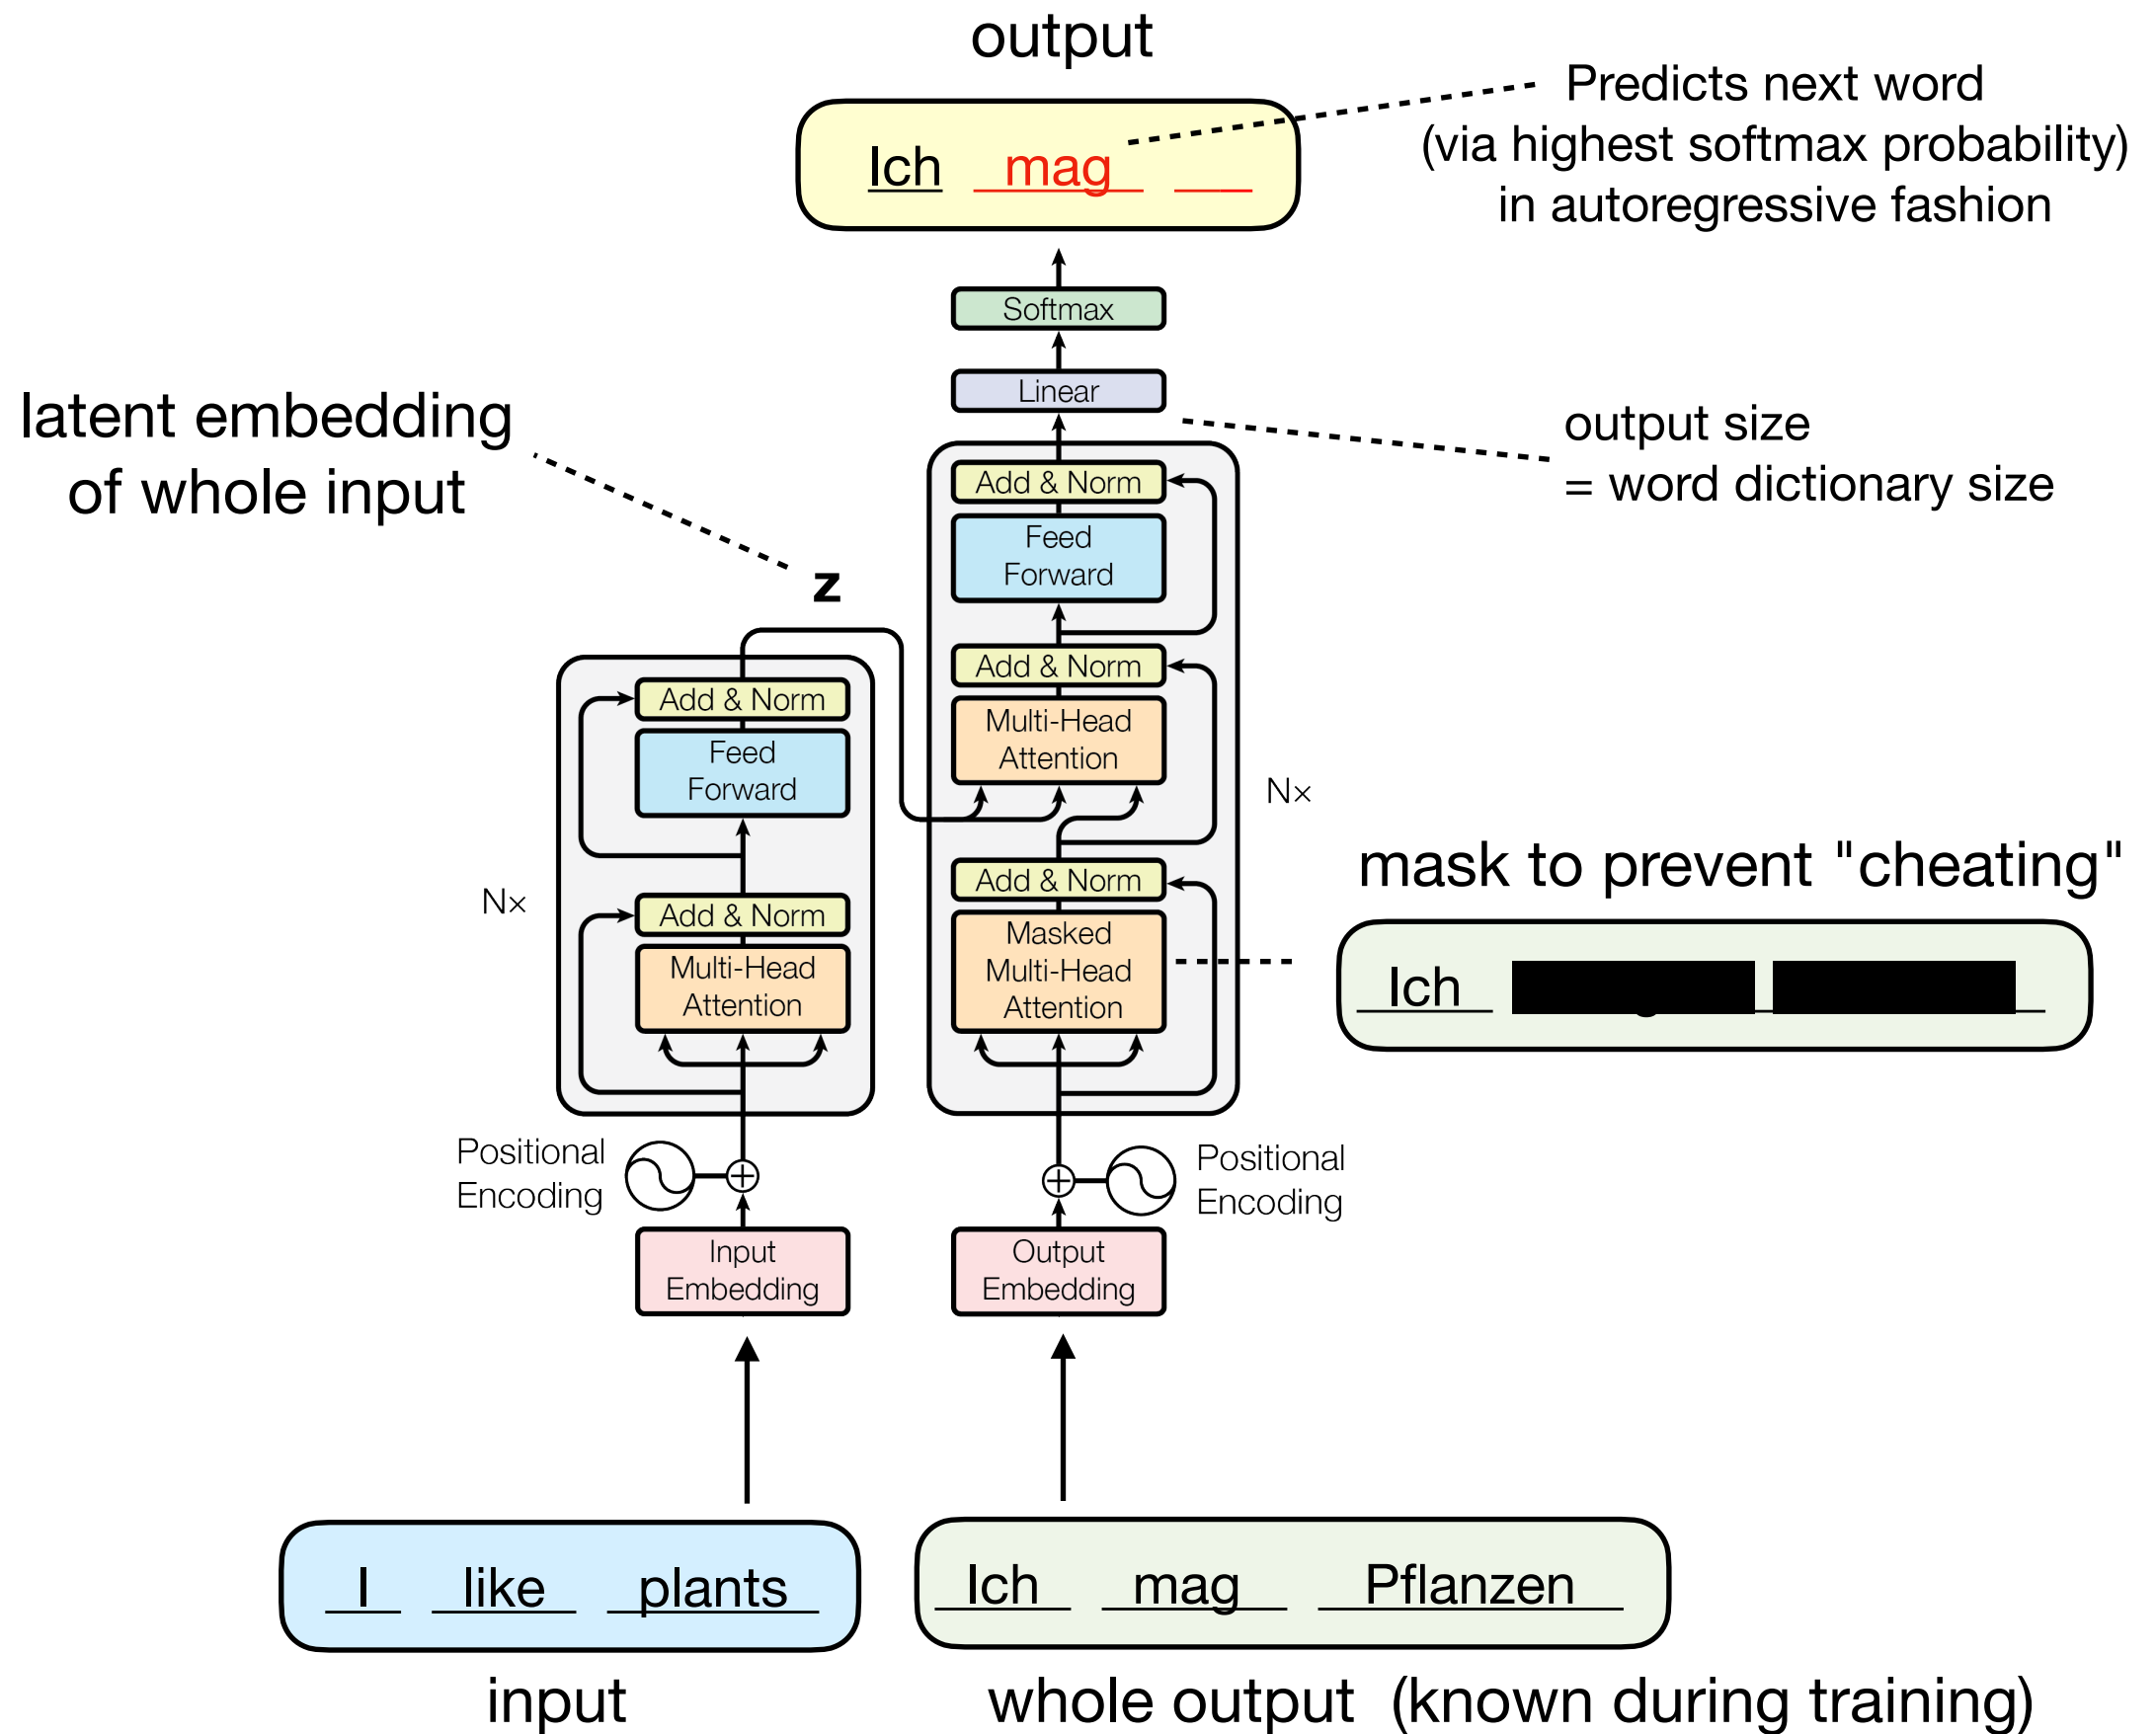 output
Predicts next word
(via highest softmax probability)
in autoregressive fashion
Ich mag
Softmax
Linear
latent embedding
of whole input
output size
= word dictionary size
z
Add & Norm
Feed
Forward
Add & Norm
Multi-Head
Attention
N×
Add & Norm
Masked
Multi-Head
Attention
Add & Norm
Feed
Forward
N×
Add & Norm
Multi-Head
Attention
mask to prevent "cheating"
Ich
Positional
Encoding
Positional
Encoding
Input
Embedding
Output
Embedding
I like plants
Ich mag Pflanzen
input
whole output (known during training)